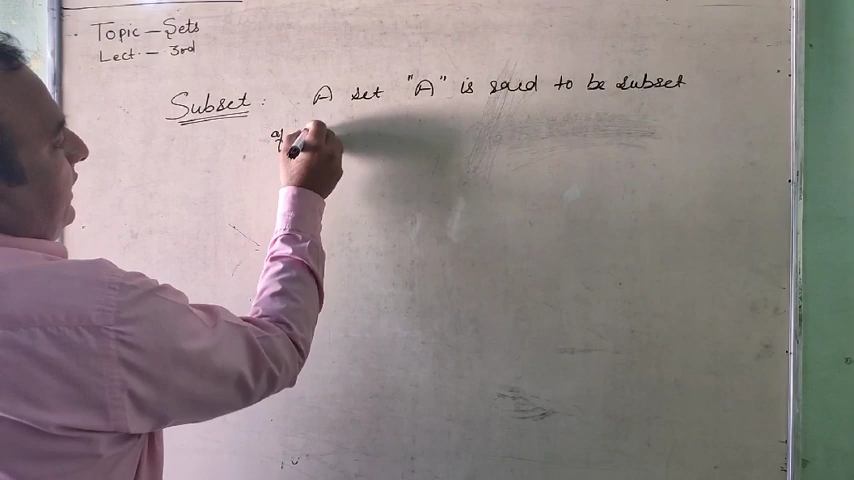 Topic - Sets
Lect. - 3rd
Subset : A set "A" is said to be subset
of